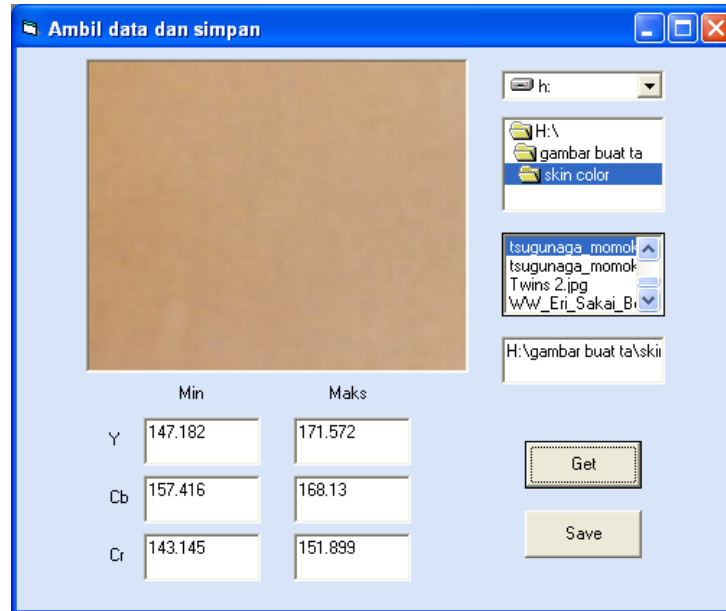 Ambil data dan simpan
h:
H:\
gambar buat ta
skin color
tsugunaga_momok
tsugunaga_momok
Twins 2.jpg
WW_Eri_Sakai_B
H:\gambar buat ta\skin
Min Maks
Y 147.182 171.572
Cb 157.416 168.13
Cr 143.145 151.899
Get
Save